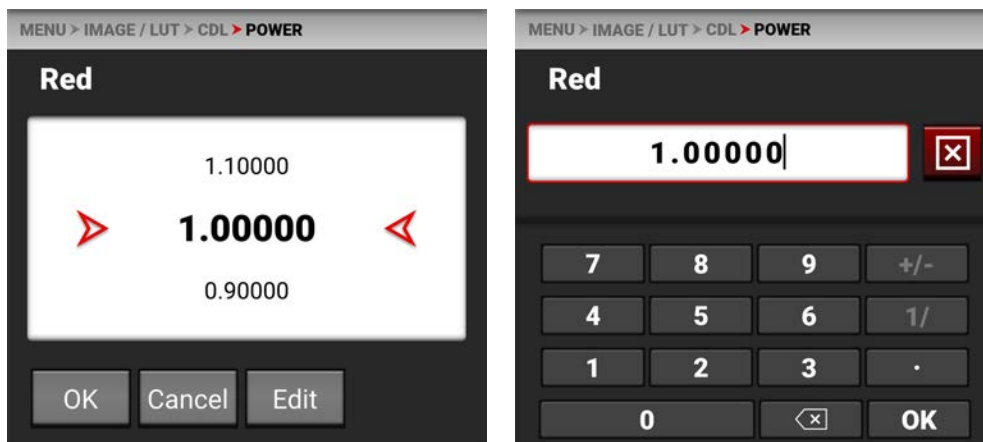 MENU > IMAGE / LUT > CDL > POWER
Red
1.10000
1.00000
0.90000
OK Cancel Edit
MENU > IMAGE / LUT > CDL > POWER
Red
1.00000
7 8 9 +/-
4 5 6 1/
1 2 3 .
0 OK